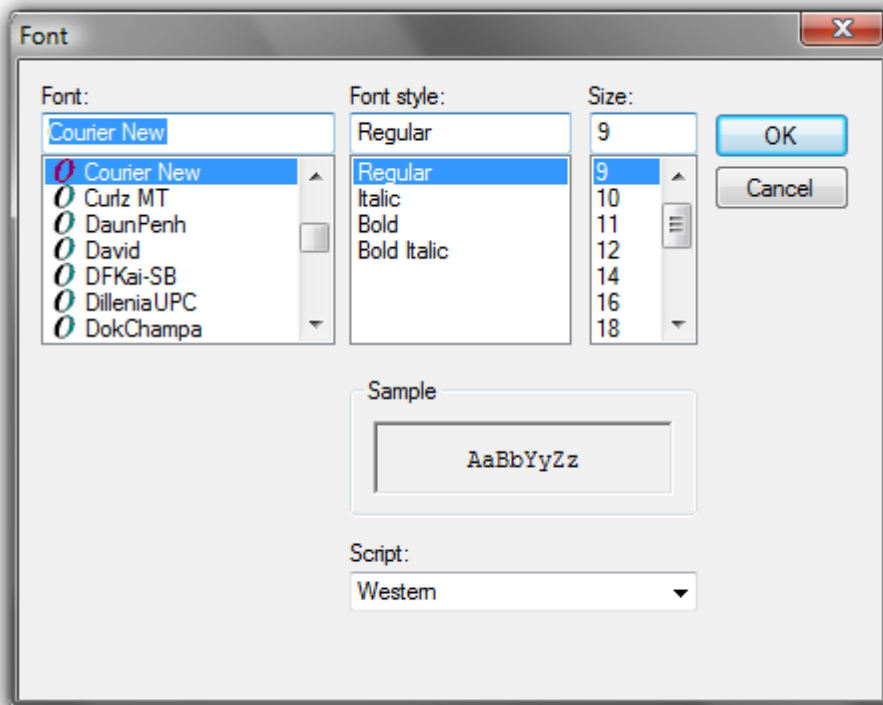 Font
Font:
Font style:
Size:
Courier New
Regular
9
OK
Cancel
Courier New
Curlz MT
DaunPenh
David
DFKai-SB
DilleniaUPC
DokChampa
Regular
Italic
Bold
Bold Italic
9
10
11
12
14
16
18
Sample
AaBbYyZz
Script:
Western